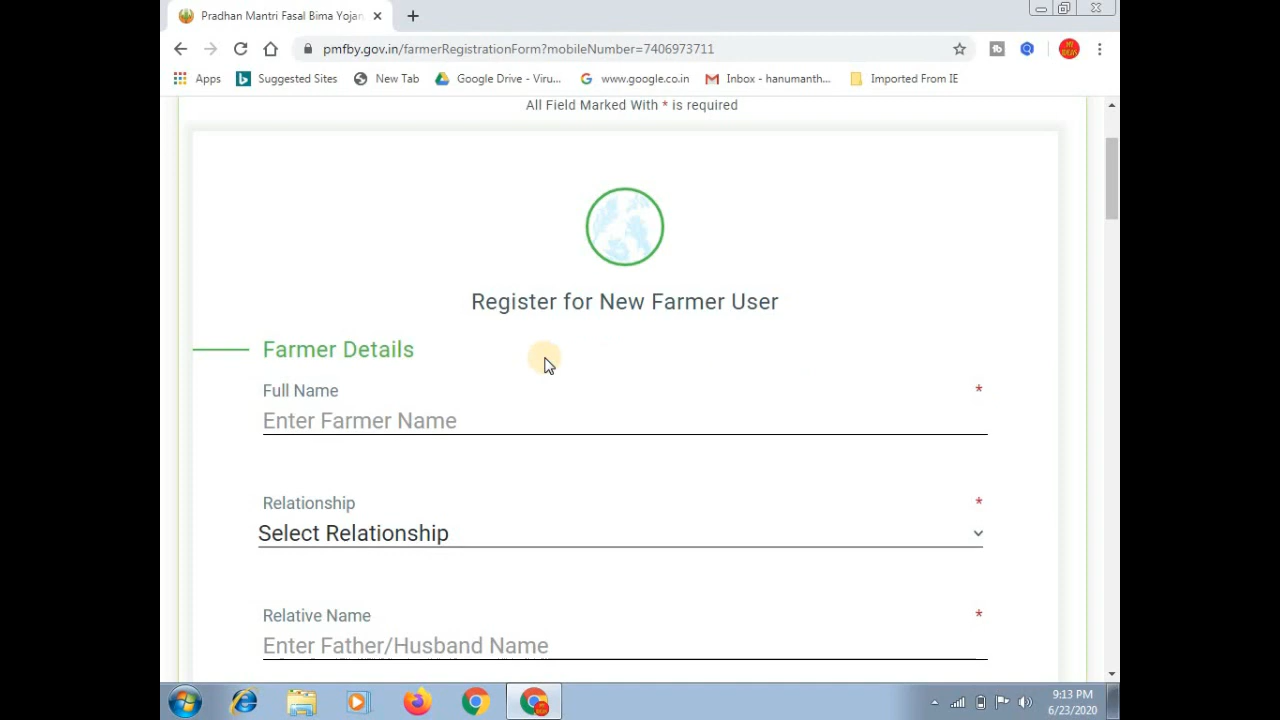 Pradhan Mantri Fasal Bima Yojan
pmfby.gov.in/farmerRegistrationForm?mobileNumber=7406973711
Apps Suggested Sites New Tab Google Drive - Viru... www.google.co.in Inbox - hanumanth... Imported From IE
All Field Marked With * is required
Register for New Farmer User
Farmer Details
Full Name *
Enter Farmer Name
Relationship *
Select Relationship
Relative Name *
Enter Father/Husband Name
9:13 PM
6/23/2020